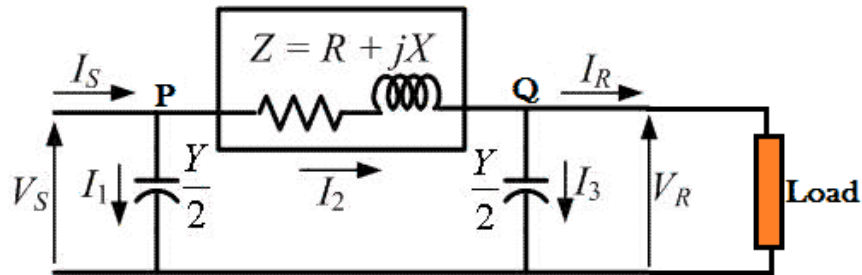 Z = R + jX
I_S P Q I_R
V_S I_1 Y/2 I_2 Y/2 I_3 V_R Load